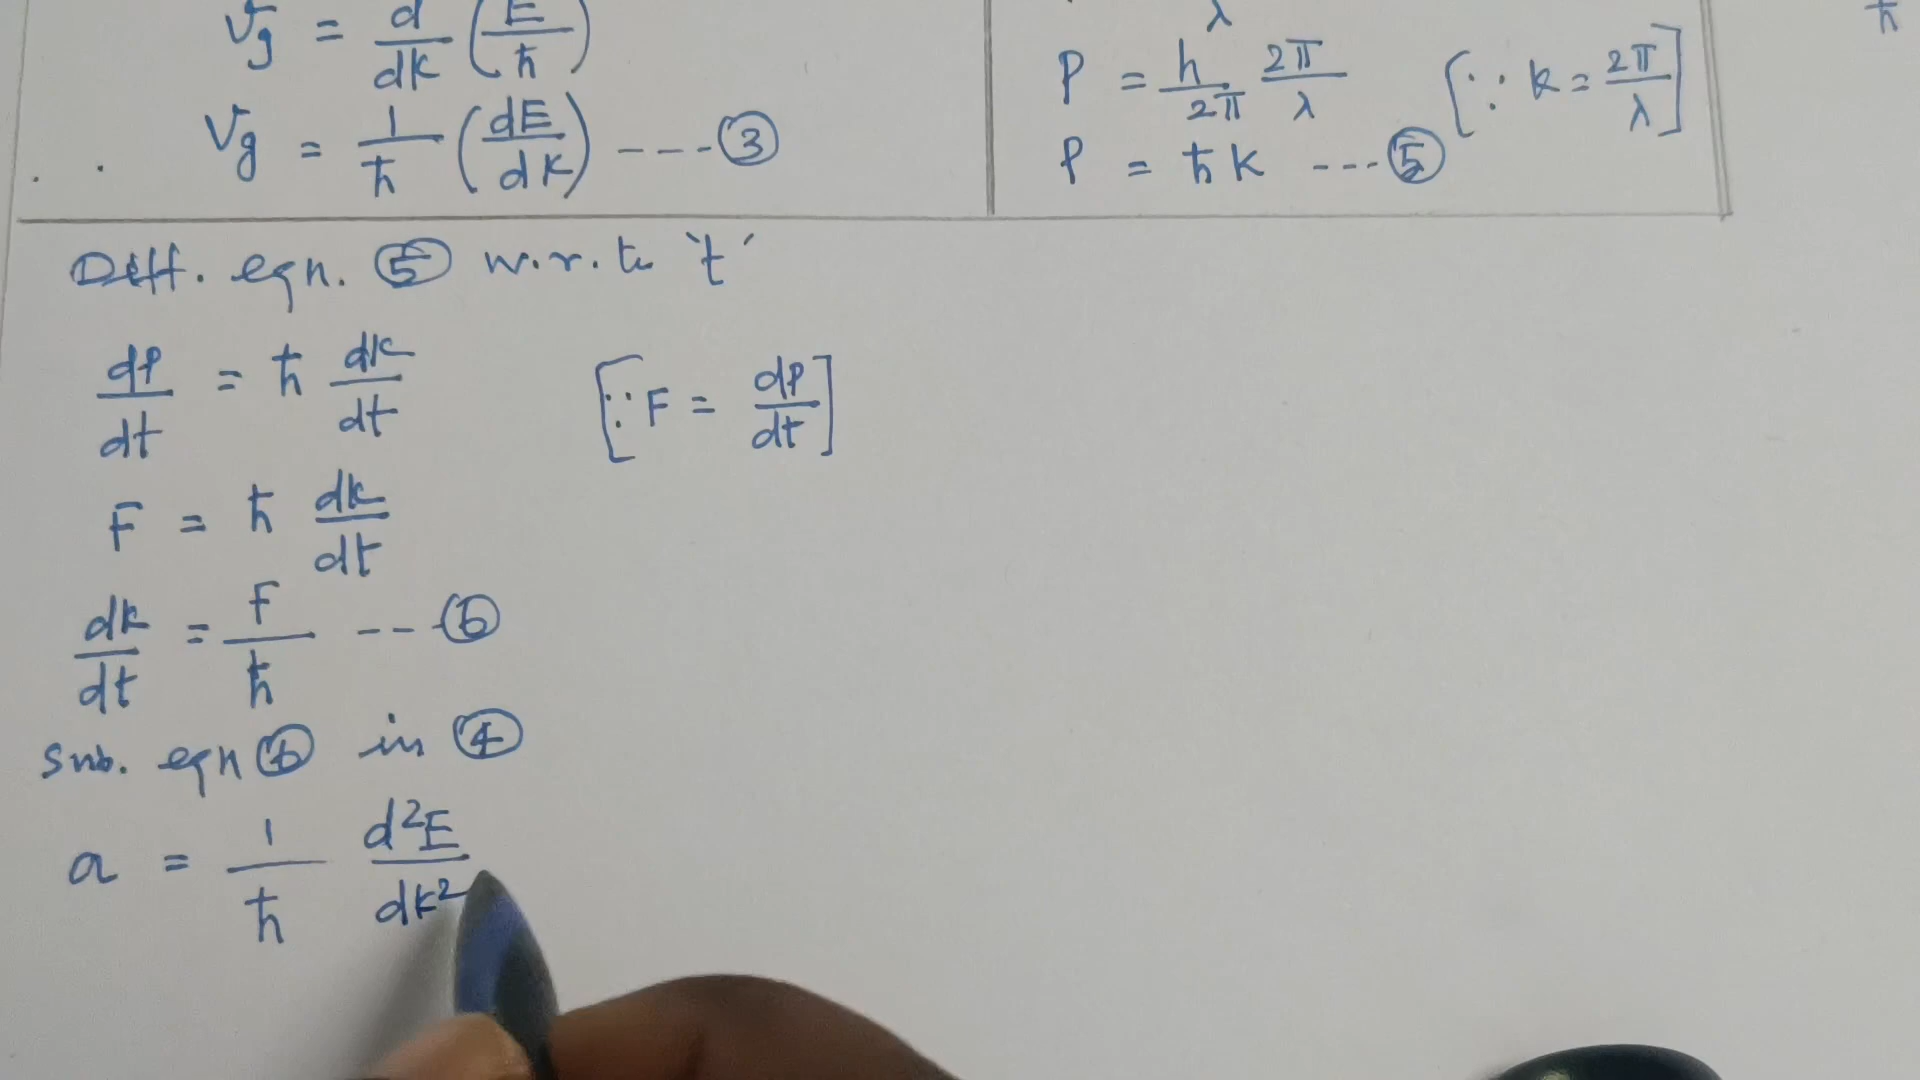 Vg = d/dk (E/ħ)
Vg = 1/ħ (dE/dk) ----③
λ
P = h/2π 2π/λ [∵ k = 2π/λ]
P = ħk ---⑤
ħ
Diff. eqn. ⑤ w.r.to 't'
dP/dt = ħ dk/dt [∵ F = dP/dt]
F = ħ dk/dt
dk/dt = F/ħ ---⑥
Sub. eqn ⑥ in ④
a = 1/ħ d²E/dk²